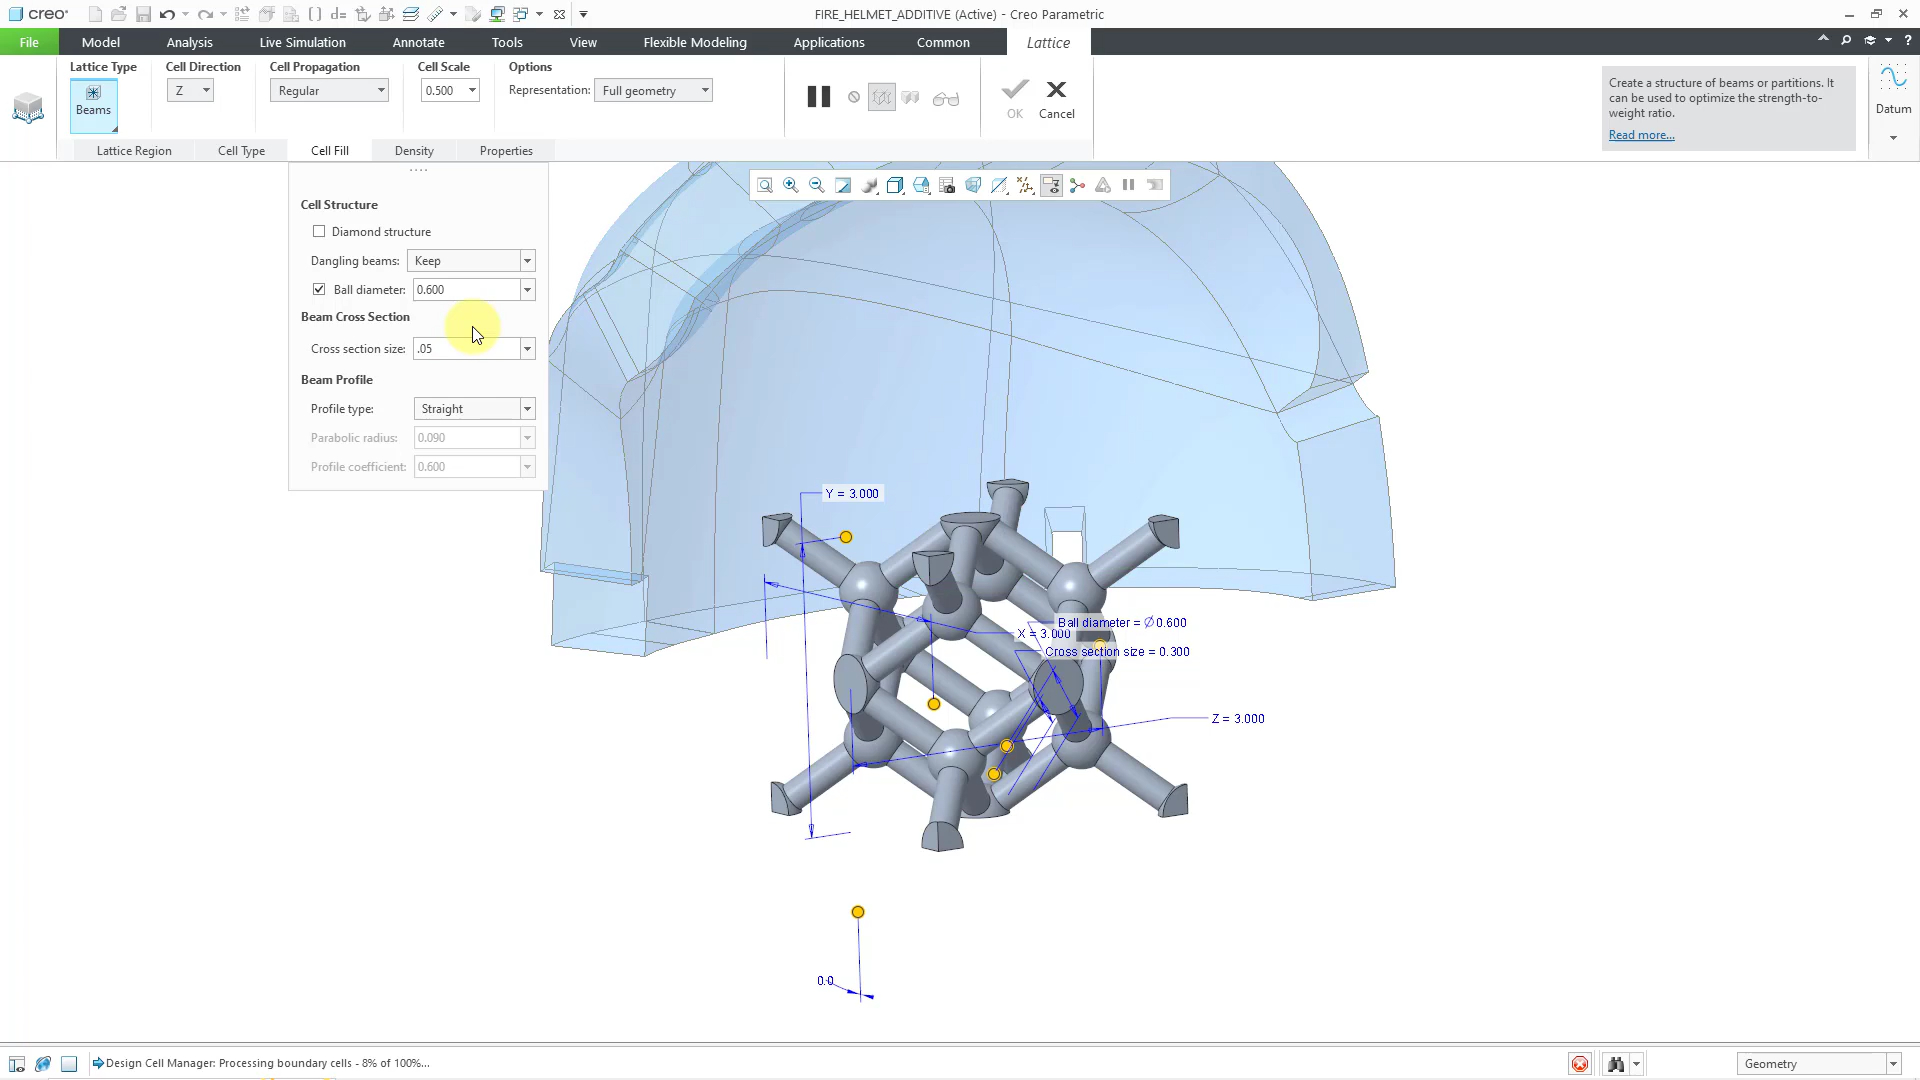 creo
FIRE_HELMET_ADDITIVE (Active) - Creo Parametric
File Model Analysis Live Simulation Annotate Tools View Flexible Modeling Applications Common Lattice
Lattice Type Cell Direction Cell Propagation Cell Scale Options
Beams Z Regular 0.500 Representation: Full geometry
OK Cancel
Create a structure of beams or partitions. It
can be used to optimize the strength-to-
weight ratio.
Read more...
Datum
Lattice Region Cell Type Cell Fill Density Properties
Cell Structure
Diamond structure
Dangling beams: Keep
Ball diameter: 0.600
Beam Cross Section
Cross section size: .05
Beam Profile
Profile type: Straight
Parabolic radius: 0.090
Profile coefficient: 0.600
Y = 3.000
Ball diameter = ∅0.600
X = 3.000
Cross section size = 0.300
Z = 3.000
0.0
Design Cell Manager: Processing boundary cells - 8% of 100%...
Geometry